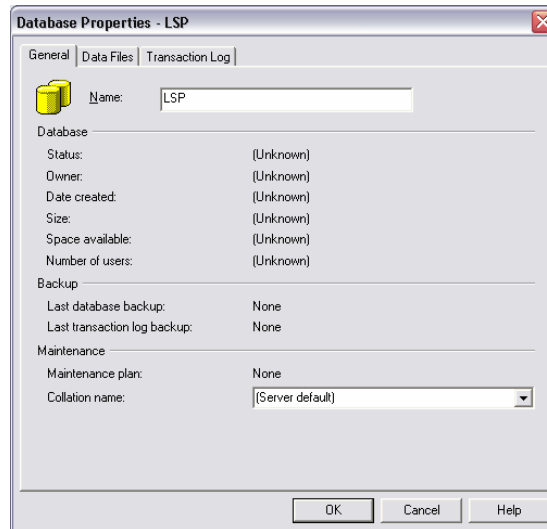 Database Properties - LSP
General Data Files Transaction Log
Name: LSP
Database
Status: (Unknown)
Owner: (Unknown)
Date created: (Unknown)
Size: (Unknown)
Space available: (Unknown)
Number of users: (Unknown)
Backup
Last database backup: None
Last transaction log backup: None
Maintenance
Maintenance plan: None
Collation name: (Server default)
OK Cancel Help